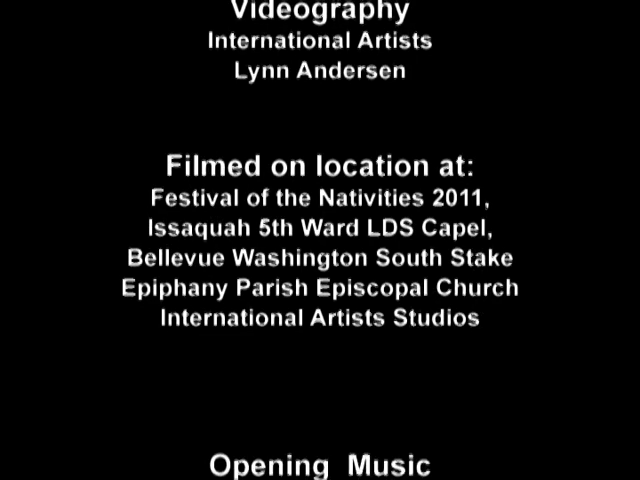 Videography
International Artists
Lynn Andersen
Filmed on location at:
Festival of the Nativities 2011,
Issaquah 5th Ward LDS Capel,
Bellevue Washington South Stake
Epiphany Parish Episcopal Church
International Artists Studios
Opening Music